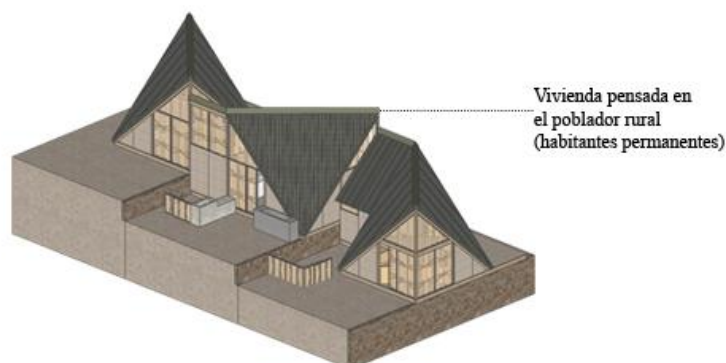 Vivienda pensada en
el poblador rural
(habitantes permanentes)